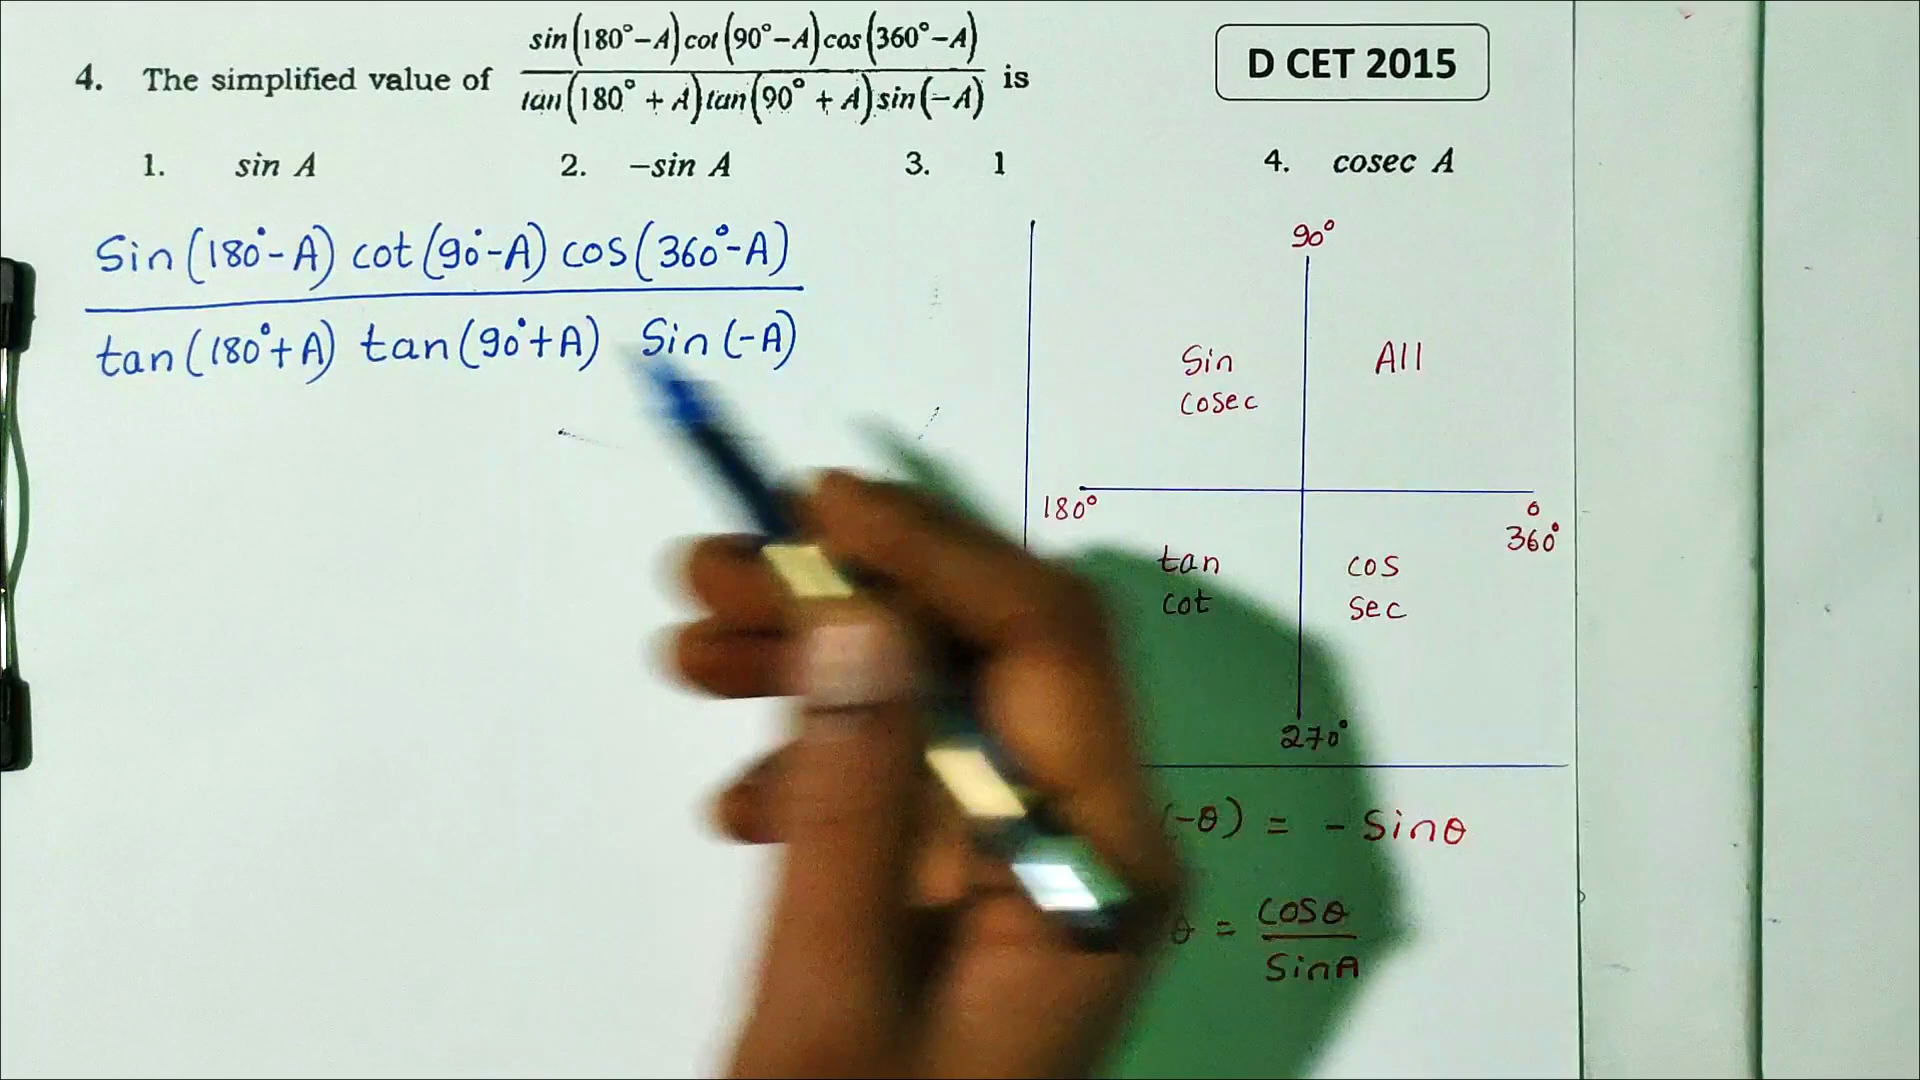 4. The simplified value of sin(180°−A)cot(90°−A)cos(360°−A) / tan(180° + A)tan(90° + A)sin(−A) is
D CET 2015
1. sin A 2. −sin A 3. 1 4. cosec A
Sin(180°-A) cot(90°-A) cos(360°-A)
tan(180°+A) tan(90°+A) Sin(-A)
90°
Sin All
cosec
180° 0
360°
tan cos
cot sec
270°
(-θ) = - Sinθ
θ = cosθ
SinA